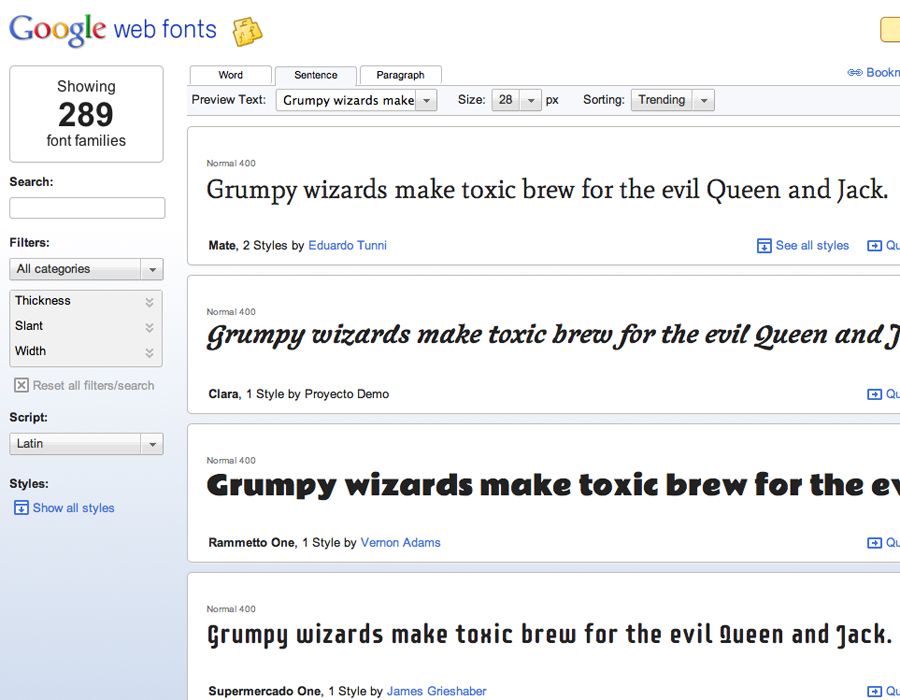 Google web fonts
Showing
289
font families
Search:
Filters:
All categories
Thickness
Slant
Width
Reset all filters/search
Script:
Latin
Styles:
Show all styles
Word Sentence Paragraph
Preview Text: Grumpy wizards make Size: 28 px Sorting: Trending
Normal 400
Grumpy wizards make toxic brew for the evil Queen and Jack.
Mate, 2 Styles by Eduardo Tunni
See all styles
Normal 400
Grumpy wizards make toxic brew for the evil Queen and J
Clara, 1 Style by Proyecto Demo
Normal 400
Grumpy wizards make toxic brew for the ev
Rammetto One, 1 Style by Vernon Adams
Normal 400
Grumpy wizards make toxic brew for the evil Queen and Jack.
Supermercado One, 1 Style by James Grieshaber